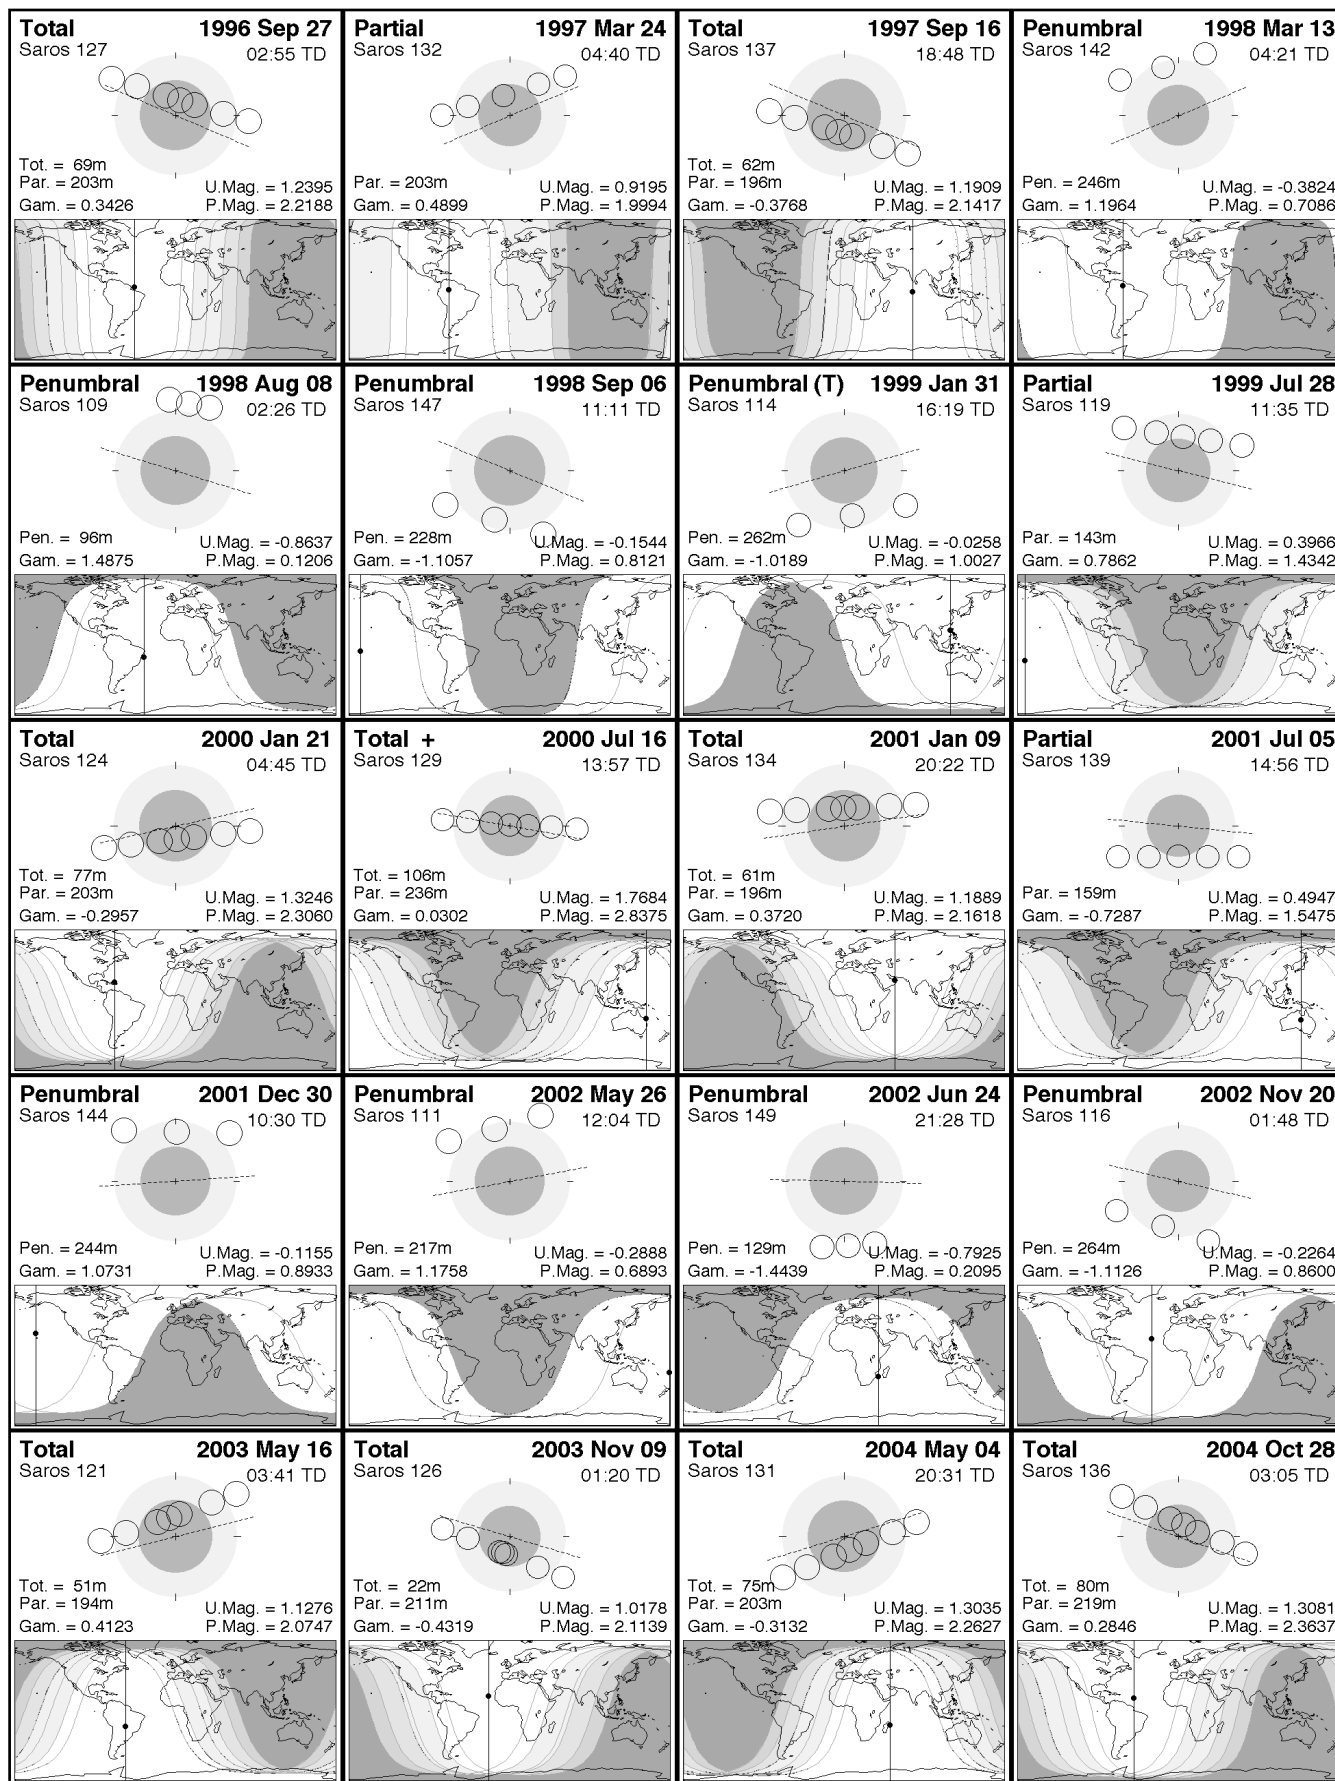 Total 1996 Sep 27
Saros 127 02:55 TD
Tot. = 69m
Par. = 203m U.Mag. = 1.2395
Gam. = 0.3426 P.Mag. = 2.2188
Partial 1997 Mar 24
Saros 132 04:40 TD
Par. = 203m U.Mag. = 0.9195
Gam. = 0.4899 P.Mag. = 1.9994
Total 1997 Sep 16
Saros 137 18:48 TD
Tot. = 62m
Par. = 196m U.Mag. = 1.1909
Gam. = -0.3768 P.Mag. = 2.1417
Penumbral 1998 Mar 13
Saros 142 04:21 TD
Pen. = 246m U.Mag. = -0.3824
Gam. = 1.1964 P.Mag. = 0.7086
Penumbral 1998 Aug 08
Saros 109 02:26 TD
Pen. = 96m U.Mag. = -0.8637
Gam. = 1.4875 P.Mag. = 0.1206
Penumbral 1998 Sep 06
Saros 147 11:11 TD
Pen. = 228m U.Mag. = -0.1544
Gam. = -1.1057 P.Mag. = 0.8121
Penumbral (T) 1999 Jan 31
Saros 114 16:19 TD
Pen. = 262m U.Mag. = -0.0258
Gam. = -1.0189 P.Mag. = 1.0027
Partial 1999 Jul 28
Saros 119 11:35 TD
Par. = 143m U.Mag. = 0.3966
Gam. = 0.7862 P.Mag. = 1.4342
Total 2000 Jan 21
Saros 124 04:45 TD
Tot. = 77m
Par. = 203m U.Mag. = 1.3246
Gam. = -0.2957 P.Mag. = 2.3060
Total + 2000 Jul 16
Saros 129 13:57 TD
Tot. = 106m
Par. = 236m U.Mag. = 1.7684
Gam. = 0.0302 P.Mag. = 2.8375
Total 2001 Jan 09
Saros 134 20:22 TD
Tot. = 61m
Par. = 196m U.Mag. = 1.1889
Gam. = 0.3720 P.Mag. = 2.1618
Partial 2001 Jul 05
Saros 139 14:56 TD
Par. = 159m U.Mag. = 0.4947
Gam. = -0.7287 P.Mag. = 1.5475
Penumbral 2001 Dec 30
Saros 144 10:30 TD
Pen. = 244m U.Mag. = -0.1155
Gam. = 1.0731 P.Mag. = 0.8933
Penumbral 2002 May 26
Saros 111 12:04 TD
Pen. = 217m U.Mag. = -0.2888
Gam. = 1.1758 P.Mag. = 0.6893
Penumbral 2002 Jun 24
Saros 149 21:28 TD
Pen. = 129m U.Mag. = -0.7925
Gam. = -1.4439 P.Mag. = 0.2095
Penumbral 2002 Nov 20
Saros 116 01:48 TD
Pen. = 264m U.Mag. = -0.2264
Gam. = -1.1126 P.Mag. = 0.8600
Total 2003 May 16
Saros 121 03:41 TD
Tot. = 51m
Par. = 194m U.Mag. = 1.1276
Gam. = 0.4123 P.Mag. = 2.0747
Total 2003 Nov 09
Saros 126 01:20 TD
Tot. = 22m
Par. = 211m U.Mag. = 1.0178
Gam. = -0.4319 P.Mag. = 2.1139
Total 2004 May 04
Saros 131 20:31 TD
Tot. = 75m
Par. = 203m U.Mag. = 1.3035
Gam. = -0.3132 P.Mag. = 2.2627
Total 2004 Oct 28
Saros 136 03:05 TD
Tot. = 80m
Par. = 219m U.Mag. = 1.3081
Gam. = 0.2846 P.Mag. = 2.3637